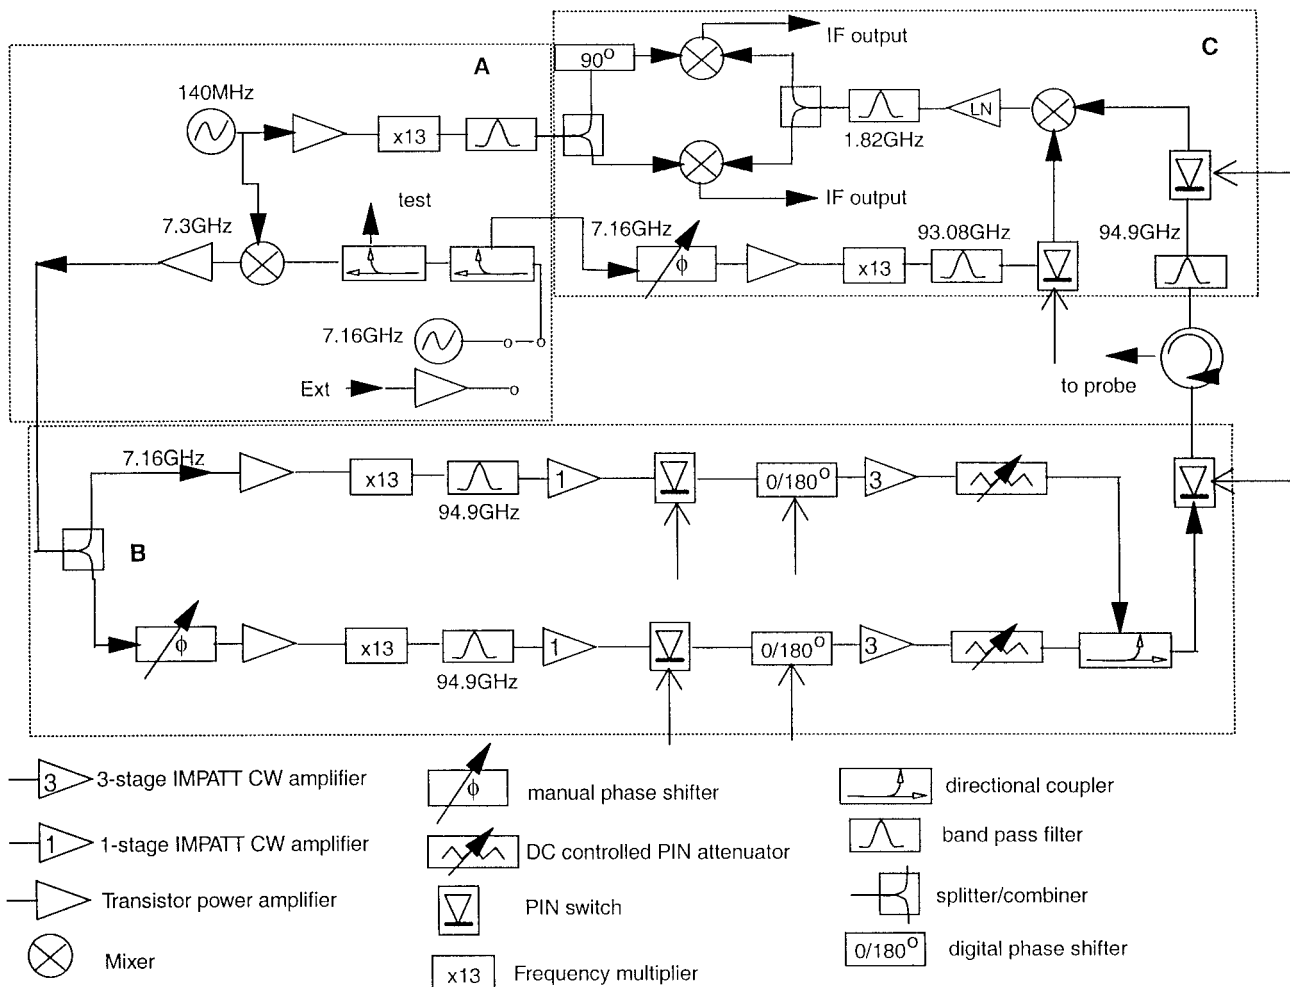 A
140MHz
x13
7.3GHz
test
7.16GHz
Ext
C
90°
IF output
LN
1.82GHz
IF output
7.16GHz
ϕ
x13
93.08GHz
94.9GHz
to probe
B
7.16GHz
x13
94.9GHz
1
0/180°
3
ϕ
x13
94.9GHz
1
0/180°
3
3 3-stage IMPATT CW amplifier
1 1-stage IMPATT CW amplifier
Transistor power amplifier
Mixer
ϕ manual phase shifter
DC controlled PIN attenuator
PIN switch
x13 Frequency multiplier
directional coupler
band pass filter
splitter/combiner
0/180° digital phase shifter